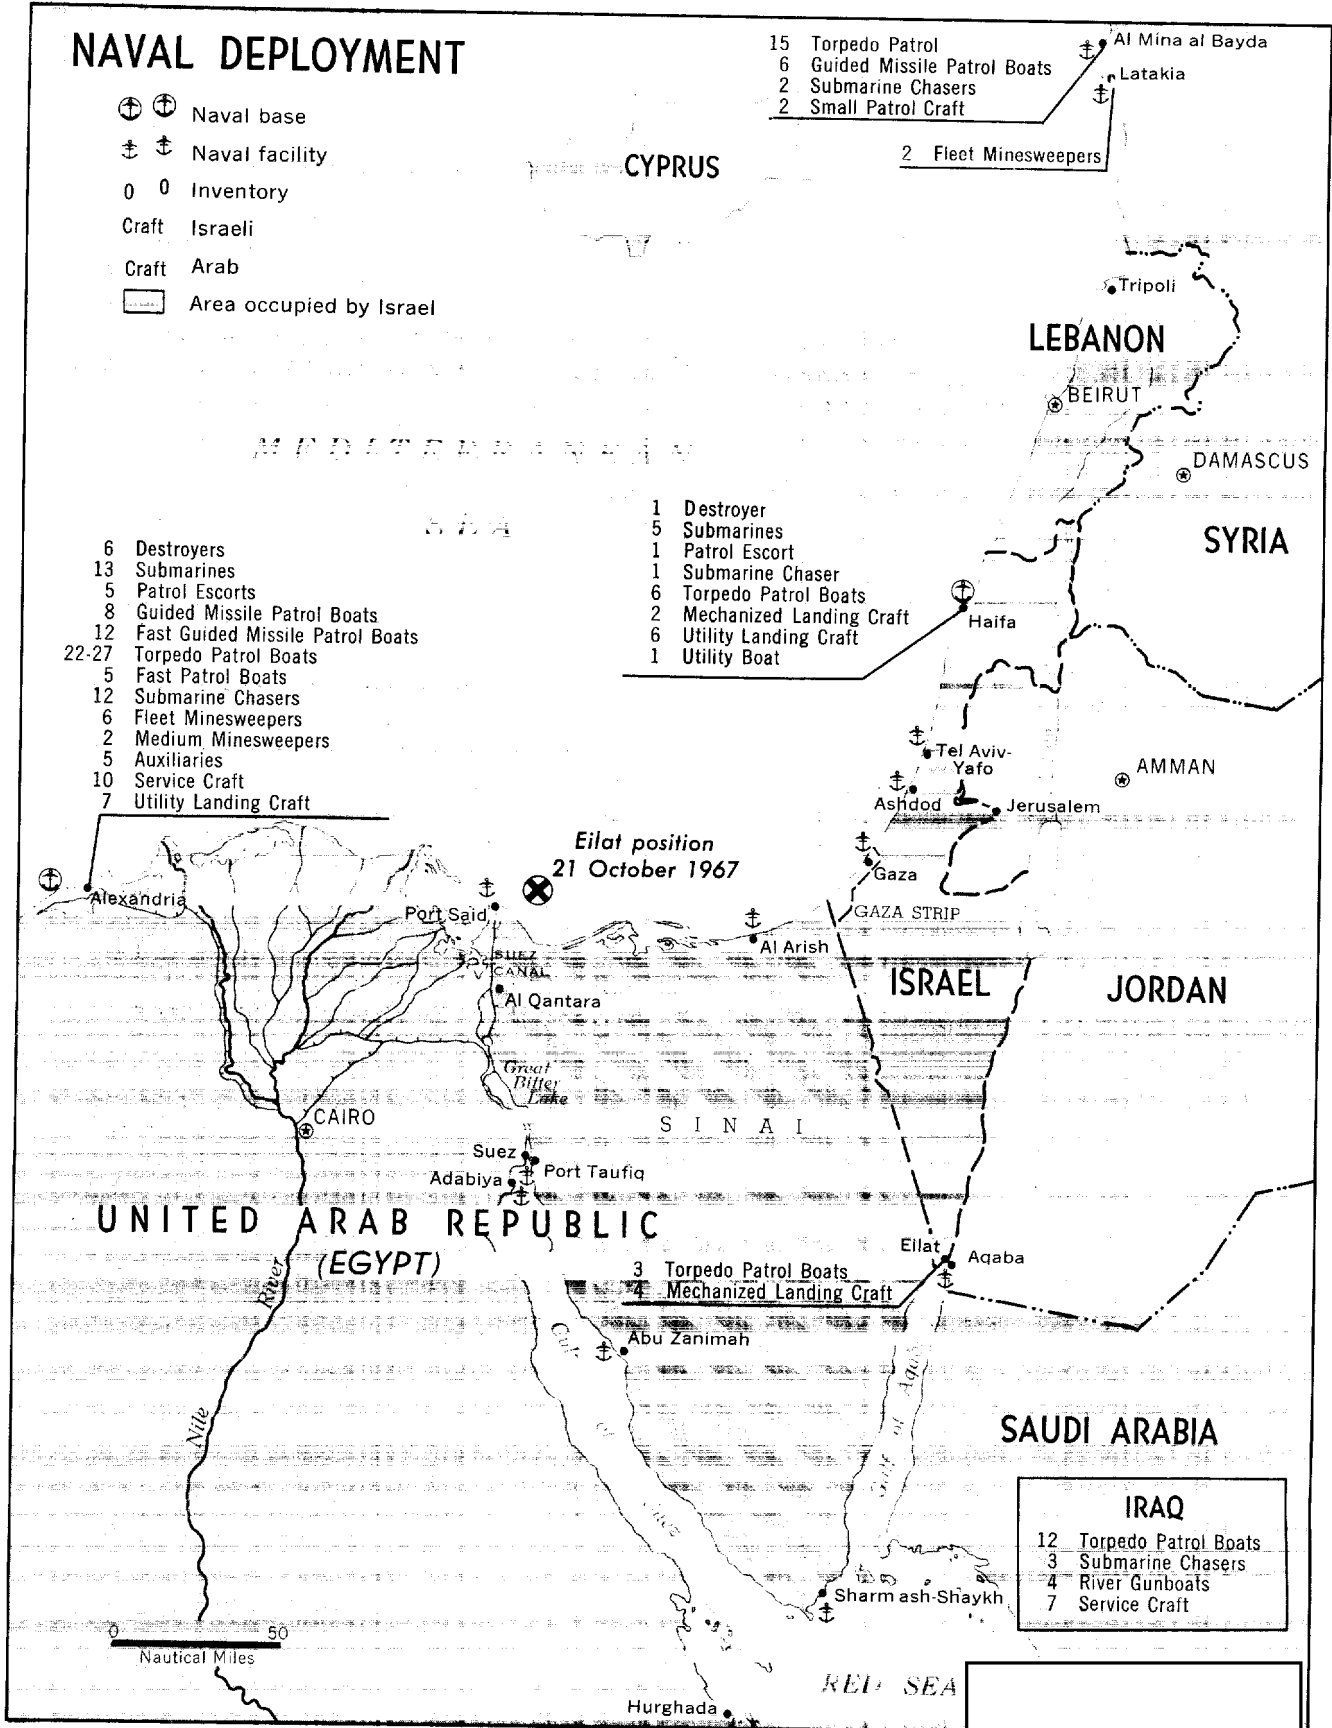 NAVAL DEPLOYMENT
Naval base
Naval facility
0 0 Inventory
Craft Israeli
Craft Arab
Area occupied by Israel
15 Torpedo Patrol
6 Guided Missile Patrol Boats
2 Submarine Chasers
2 Small Patrol Craft
Al Mina al Bayda
Latakia
2 Fleet Minesweepers
CYPRUS
Tripoli
LEBANON
BEIRUT
MEDITERRANEAN
SEA
DAMASCUS
SYRIA
1 Destroyer
5 Submarines
1 Patrol Escort
1 Submarine Chaser
6 Torpedo Patrol Boats
2 Mechanized Landing Craft
6 Utility Landing Craft
1 Utility Boat
Haifa
6 Destroyers
13 Submarines
5 Patrol Escorts
8 Guided Missile Patrol Boats
12 Fast Guided Missile Patrol Boats
22-27 Torpedo Patrol Boats
5 Fast Patrol Boats
12 Submarine Chasers
6 Fleet Minesweepers
2 Medium Minesweepers
5 Auxiliaries
10 Service Craft
7 Utility Landing Craft
Tel Aviv-
Yafo
AMMAN
Ashdod
Jerusalem
Eilat position
21 October 1967
Gaza
GAZA STRIP
Alexandria
Port Said
Al Arish
SUEZ
CANAL
Al Qantara
ISRAEL
JORDAN
Great
Bitter
Lake
CAIRO
SINAI
Suez
Port Taufiq
Adabiya
UNITED ARAB REPUBLIC
(EGYPT)
Eilat
Aqaba
3 Torpedo Patrol Boats
4 Mechanized Landing Craft
Nile River
Abu Zanimah
Gulf of Suez
Gulf of Aqaba
SAUDI ARABIA
IRAQ
12 Torpedo Patrol Boats
3 Submarine Chasers
4 River Gunboats
7 Service Craft
Sharm ash-Shaykh
0 50
Nautical Miles
RED SEA
Hurghada